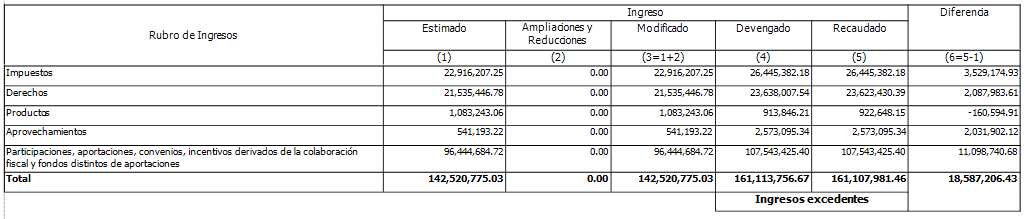 Rubro de Ingresos Ingreso Diferencia
Estimado Ampliaciones y Reducciones Modificado Devengado Recaudado
(1) (2) (3=1+2) (4) (5) (6=5-1)
Impuestos 22,916,207.25 0.00 22,916,207.25 26,445,382.18 26,445,382.18 3,529,174.93
Derechos 21,535,446.78 0.00 21,535,446.78 23,638,007.54 23,623,430.39 2,087,983.61
Productos 1,083,243.06 0.00 1,083,243.06 913,846.21 922,648.15 -160,594.91
Aprovechamientos 541,193.22 0.00 541,193.22 2,573,095.34 2,573,095.34 2,031,902.12
Participaciones, aportaciones, convenios, incentivos derivados de la colaboración
fiscal y fondos distintos de aportaciones 96,444,684.72 0.00 96,444,684.72 107,543,425.40 107,543,425.40 11,098,740.68
Total 142,520,775.03 0.00 142,520,775.03 161,113,756.67 161,107,981.46 18,587,206.43
Ingresos excedentes